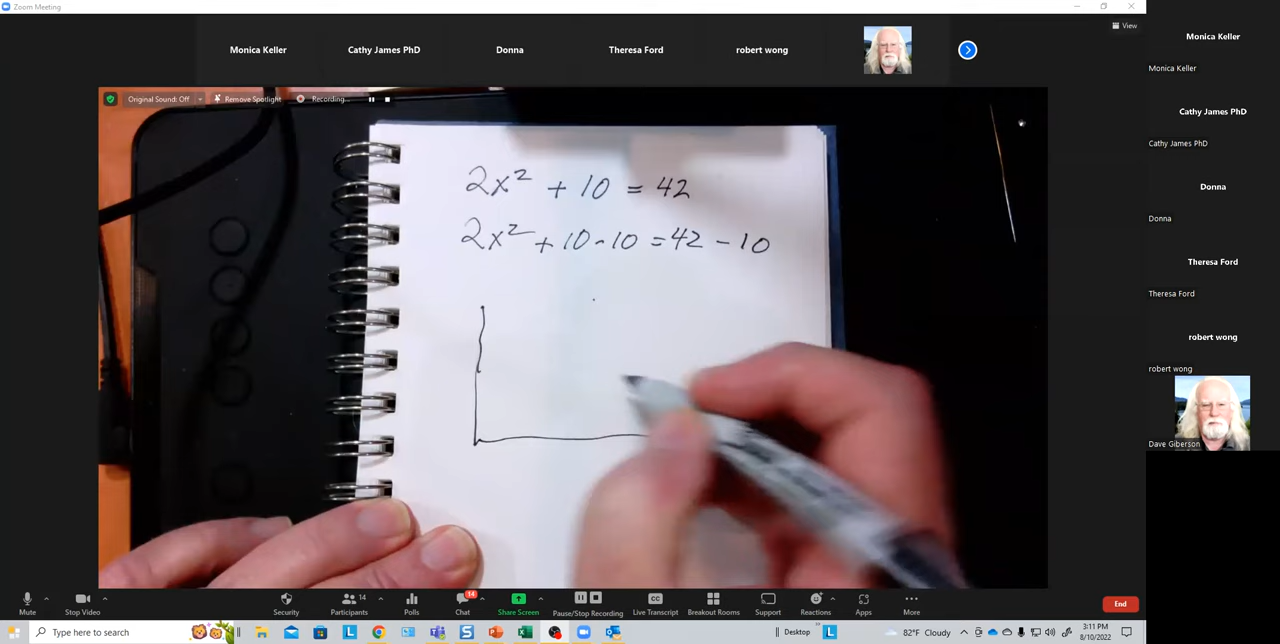 Zoom Meeting
View
Monica Keller
Cathy James PhD
Donna
Theresa Ford
robert wong
Original Sound: Off
Remove Spotlight
Recording...
2x² + 10 = 42
2x² + 10 - 10 = 42 - 10
Monica Keller
Monica Keller
Cathy James PhD
Cathy James PhD
Donna
Donna
Theresa Ford
Theresa Ford
robert wong
robert wong
Dave Giberson
14
14
Mute
Stop Video
Security
Participants
Polls
Chat
Share Screen
Pause/Stop Recording
Live Transcript
Breakout Rooms
Support
Reactions
Apps
More
End
Type here to search
Desktop
82°F Cloudy
3:11 PM
8/10/2022